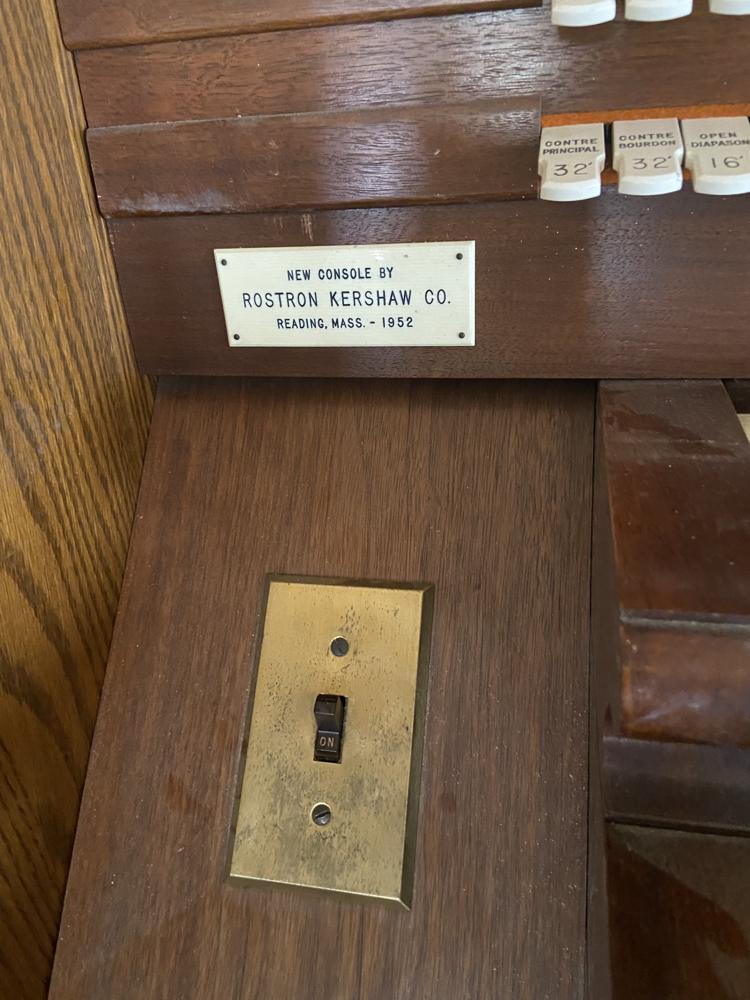 CONTRE
PRINCIPAL
32'
CONTRE
BOURDON
32'
OPEN
DIAPASON
16'
NEW CONSOLE BY
ROSTRON KERSHAW CO.
READING, MASS. - 1952
ON